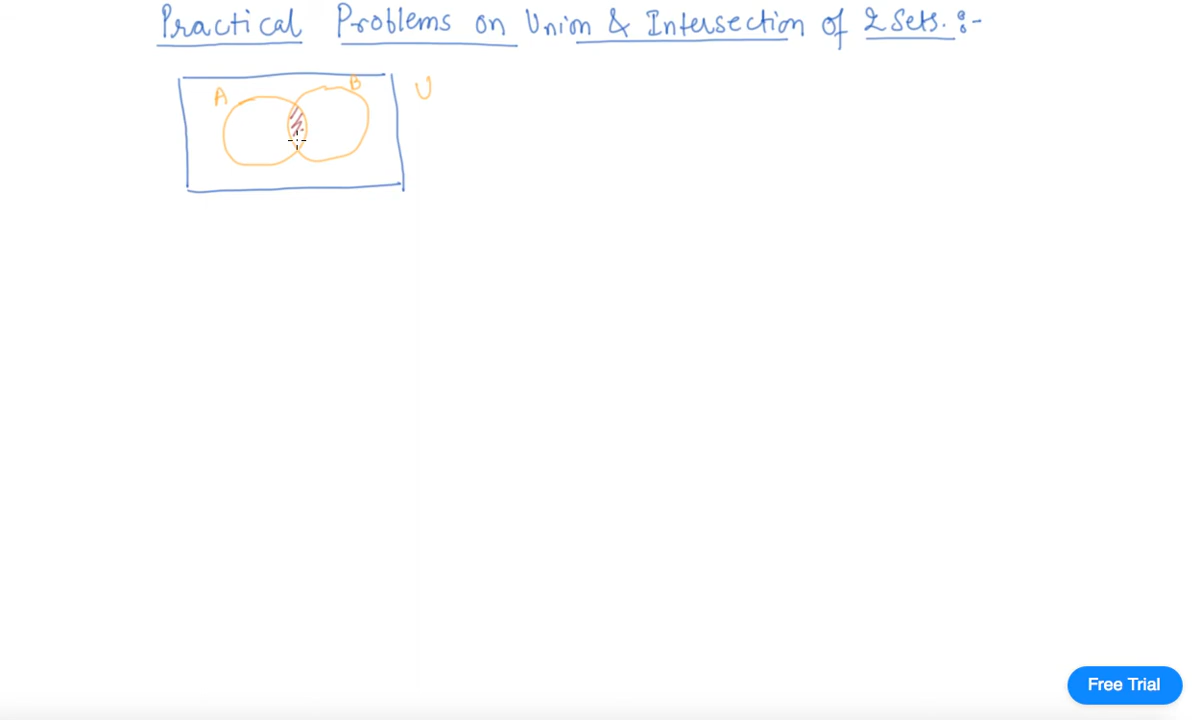 Practical Problems on Union & Intersection of 2 Sets. :-
A B U
Free Trial